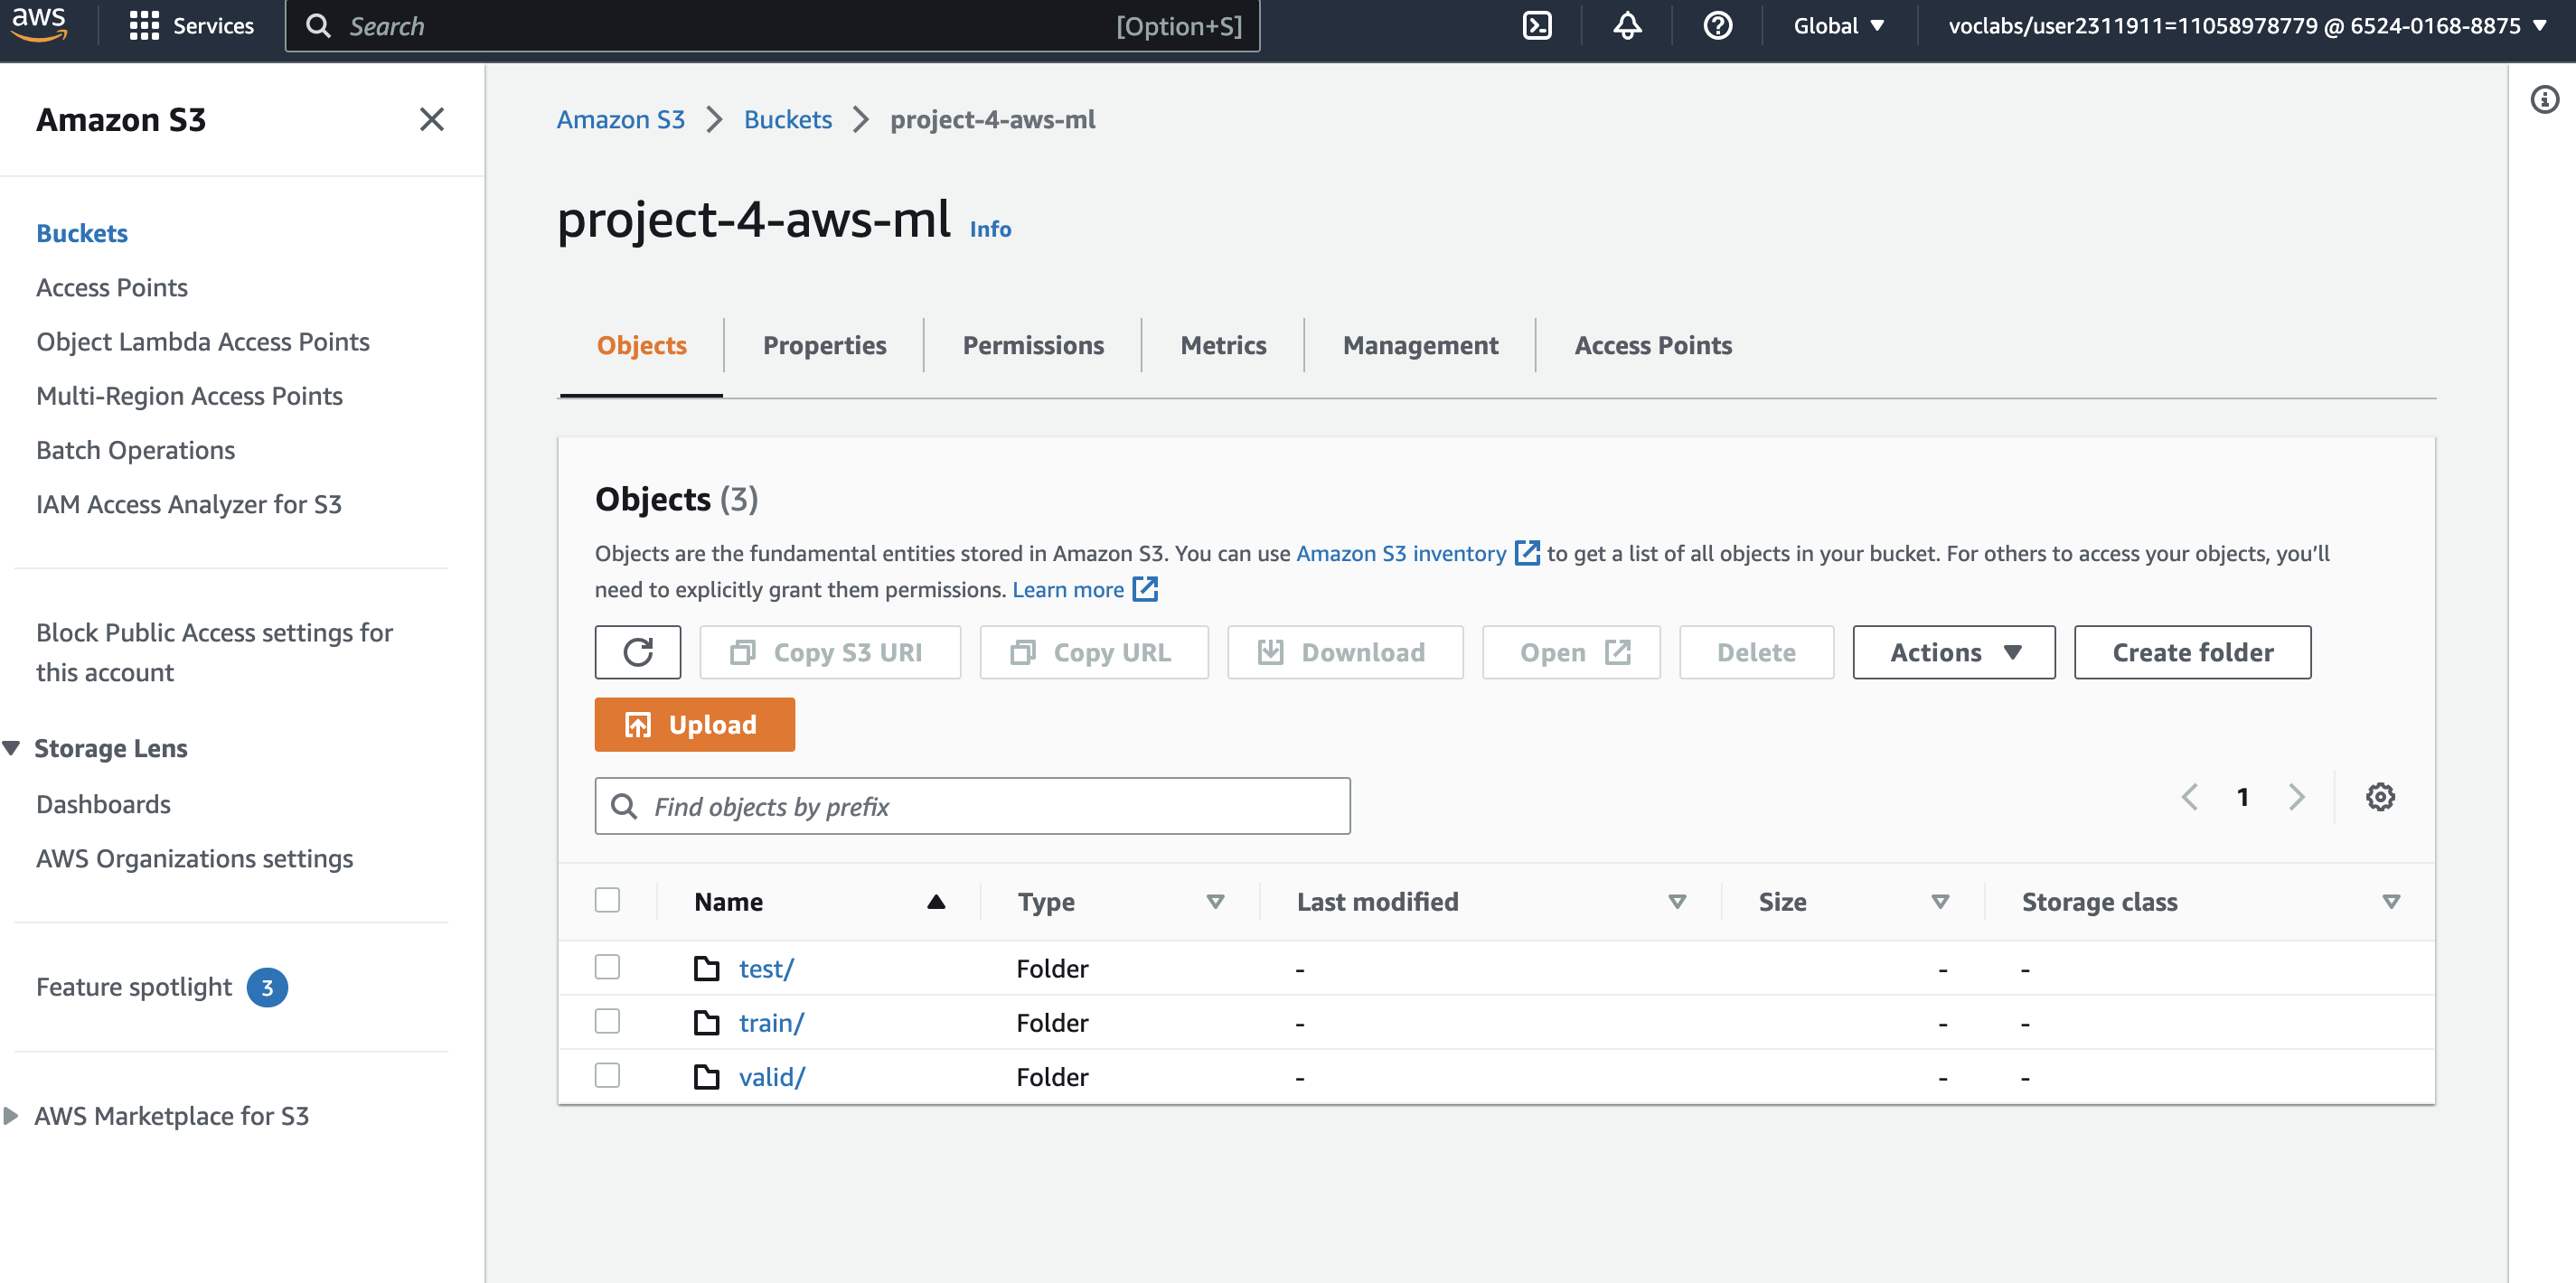 aws
Services
Search [Option+S]
Global
voclabs/user2311911=11058978779 @ 6524-0168-8875
Amazon S3
Buckets
Access Points
Object Lambda Access Points
Multi-Region Access Points
Batch Operations
IAM Access Analyzer for S3
Block Public Access settings for
this account
Storage Lens
Dashboards
AWS Organizations settings
Feature spotlight 3
AWS Marketplace for S3
Amazon S3 > Buckets > project-4-aws-ml
project-4-aws-ml Info
Objects Properties Permissions Metrics Management Access Points
Objects (3)
Objects are the fundamental entities stored in Amazon S3. You can use Amazon S3 inventory to get a list of all objects in your bucket. For others to access your objects, you’ll
need to explicitly grant them permissions. Learn more
Copy S3 URI Copy URL Download Open Delete Actions Create folder
Upload
Find objects by prefix
1
Name Type Last modified Size Storage class
test/ Folder - - -
train/ Folder - - -
valid/ Folder - - -